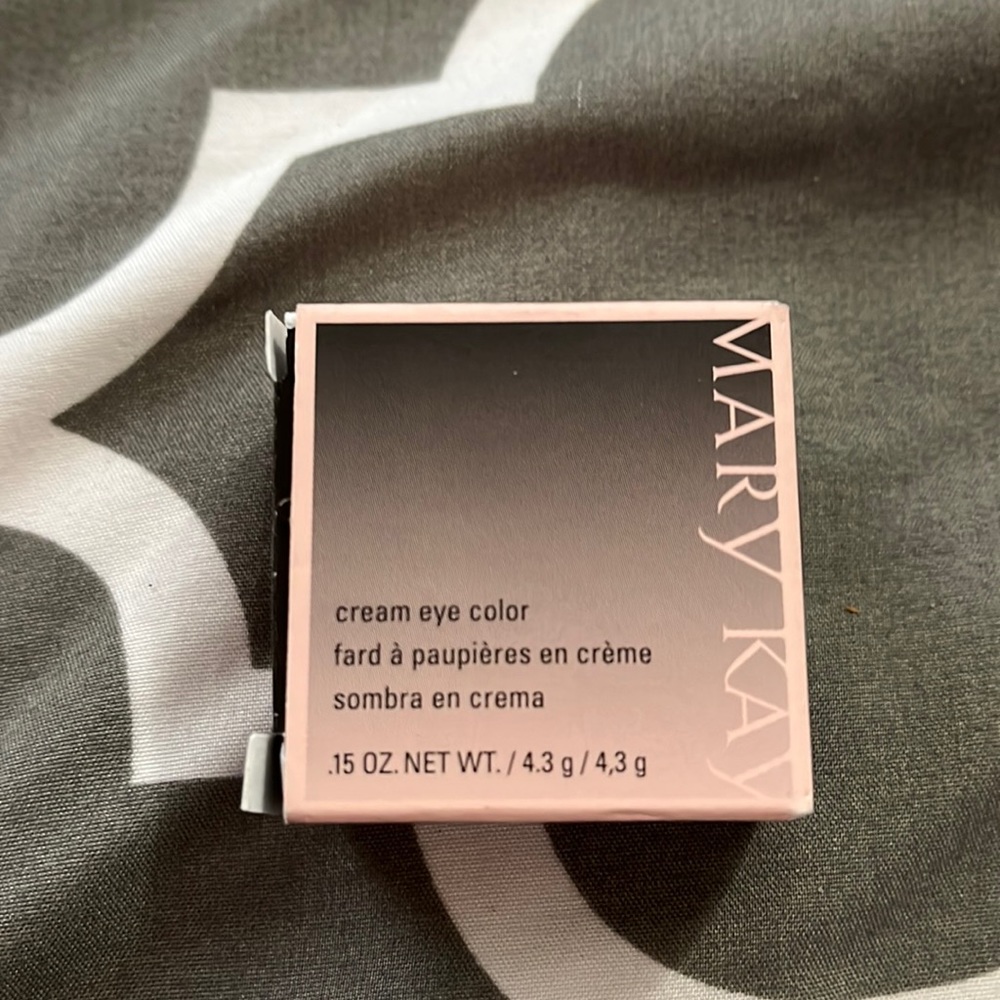 MARY KAY
cream eye color
fard à paupières en crème
sombra en crema
.15 OZ. NET WT. / 4.3 g / 4,3 g